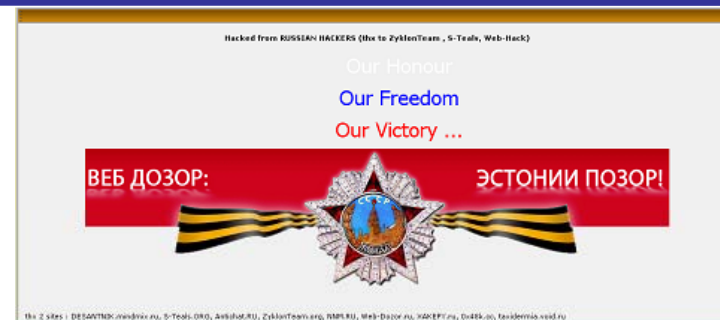 Hacked from RUSSIAN HACKERS (thx to ZyklonTeam , S-Teals, Web-Hack)
Our Honour
Our Freedom
Our Victory ...
ВЕБ ДОЗОР: ЭСТОНИИ ПОЗОР!
СССР
thx 2 sites : DESANTNIK.mindmix.ru, S-Teals.ORG, Antichat.RU, ZyklonTeam.org, NNM.RU, Web-Dozor.ru, XAKEPY.ru, 0x48k.cc, taxidermia.void.ru